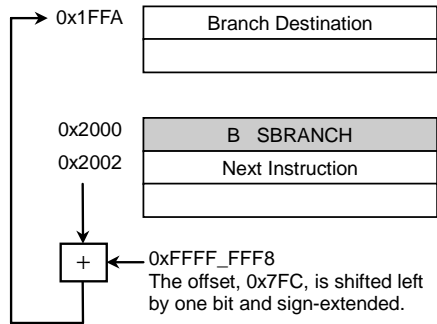 0x1FFA Branch Destination
0x2000 B SBRANCH
0x2002 Next Instruction
+
0xFFFF_FFF8
The offset, 0x7FC, is shifted left
by one bit and sign-extended.